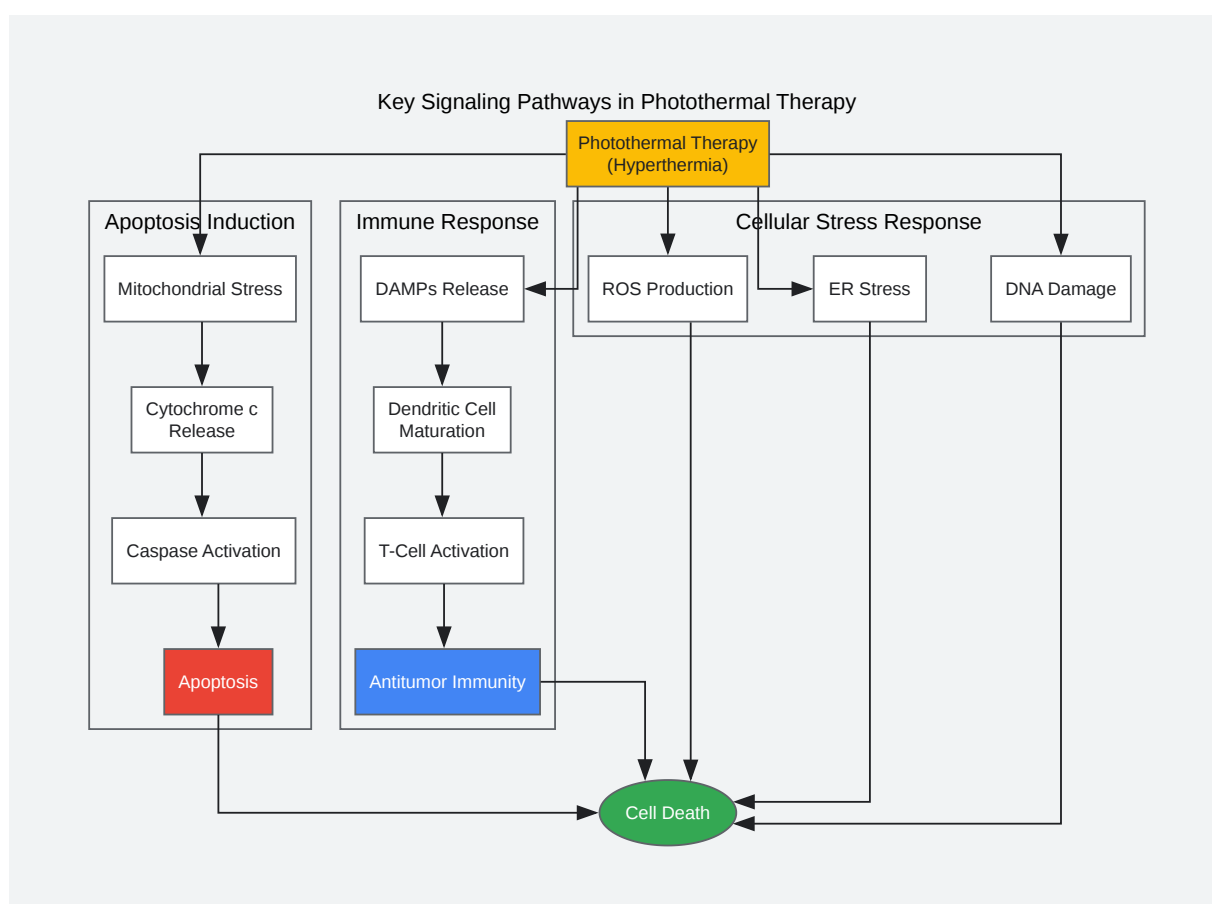 Key Signaling Pathways in Photothermal Therapy
Photothermal Therapy
(Hyperthermia)
Apoptosis Induction
Immune Response
Cellular Stress Response
Mitochondrial Stress
DAMPs Release
ROS Production
ER Stress
DNA Damage
Cytochrome c
Release
Dendritic Cell
Maturation
Caspase Activation
T-Cell Activation
Apoptosis
Antitumor Immunity
Cell Death